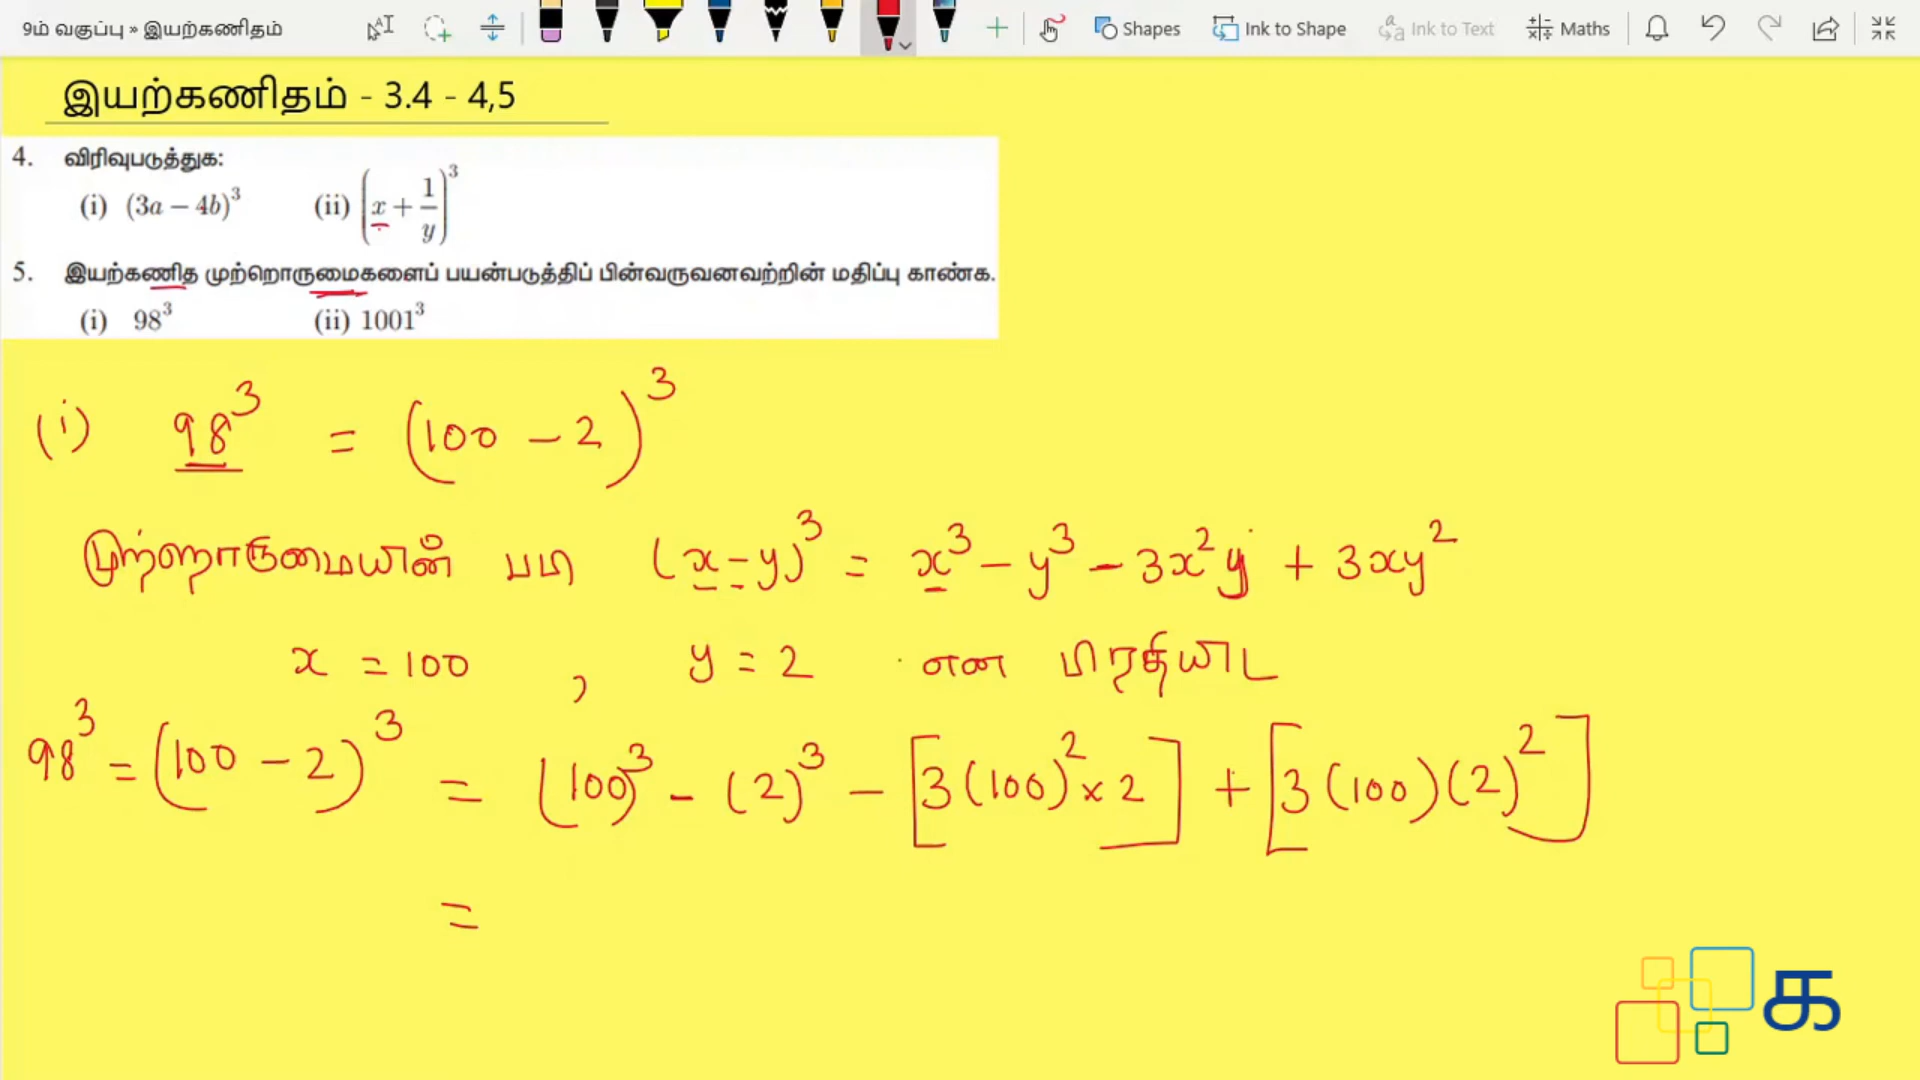 9ம் வகுப்பு » இயற்கணிதம்
Shapes
Ink to Shape
Ink to Text
Maths
இயற்கணிதம் - 3.4 - 4,5
4. விரிவுபடுத்துக:
(i) (3a − 4b)³ (ii) (x + 1/y)³
5. இயற்கணித முற்றொருமைகளைப் பயன்படுத்திப் பின்வருவனவற்றின் மதிப்பு காண்க.
(i) 98³ (ii) 1001³
(i) 98³ = (100 − 2)³
முற்றொருமையின் படி (x − y)³ = x³ − y³ − 3x²y + 3xy²
x = 100 , y = 2 என பிரதியிட
98³ = (100 − 2)³ = (100)³ − (2)³ − [3(100)² × 2] + [3(100)(2)²]
=
க